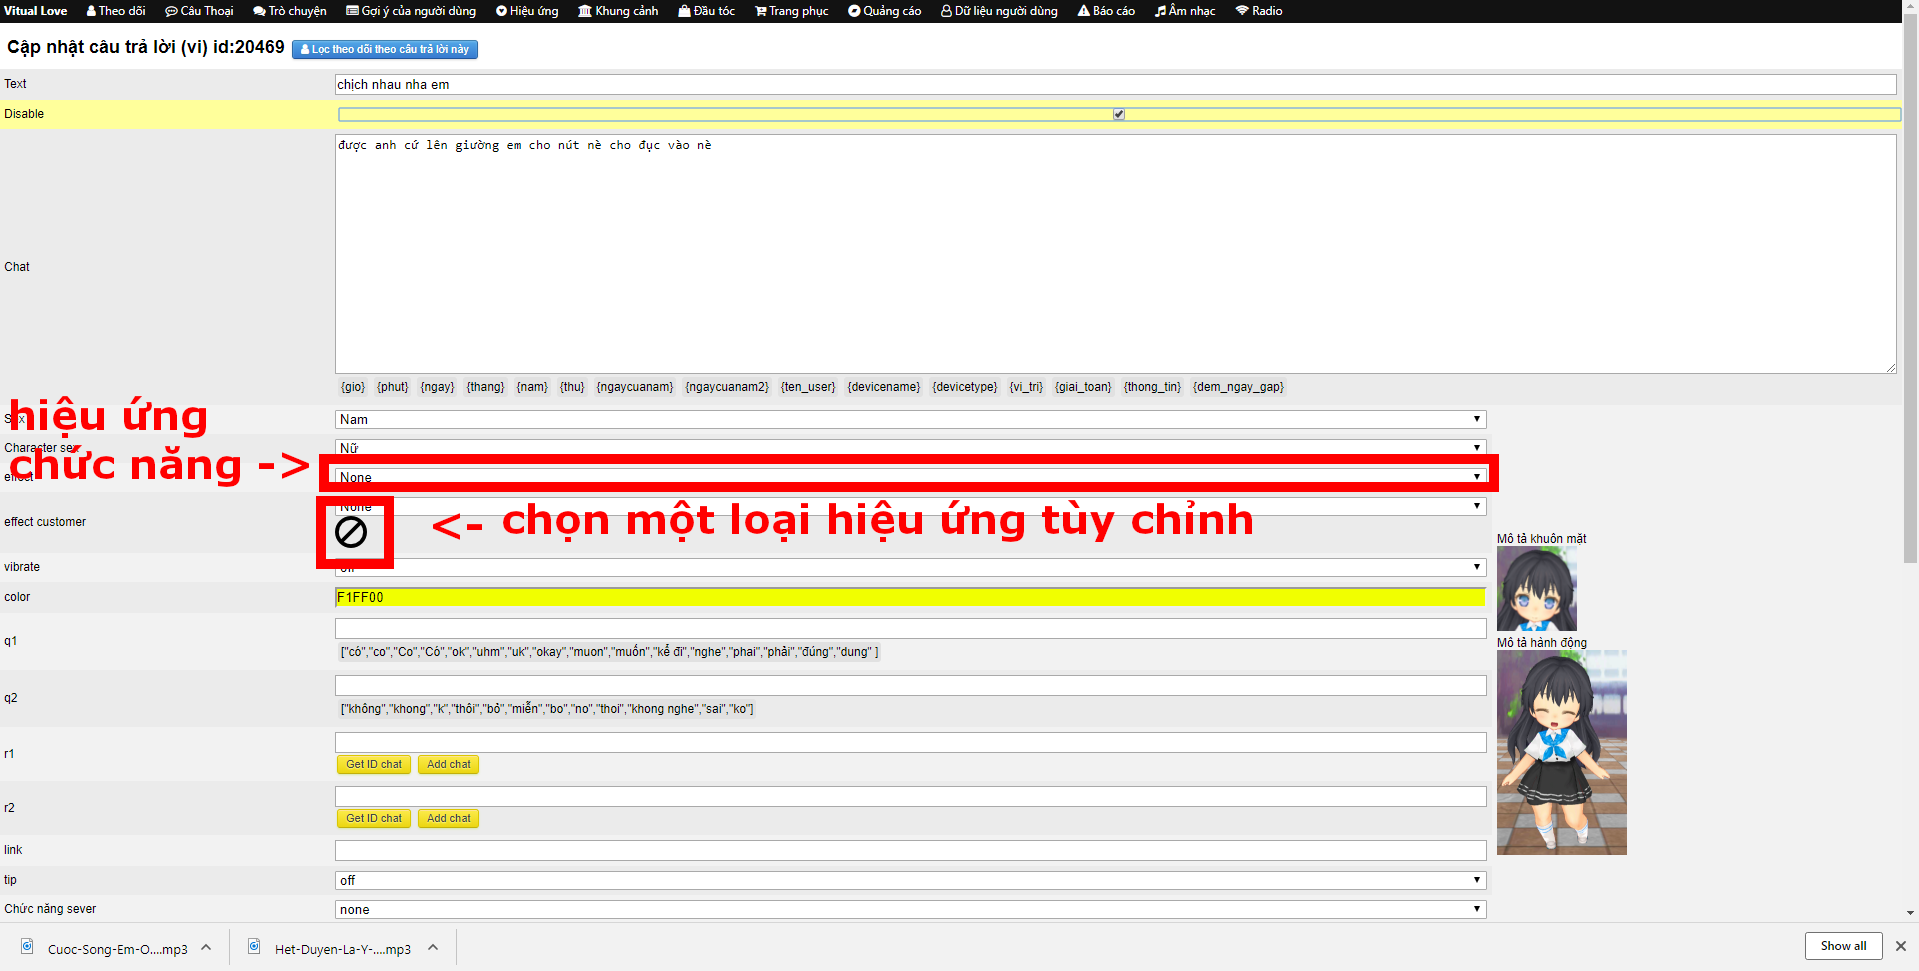 Vitual Love Theo dõi Câu Thoại Trò chuyện Gợi ý của người dùng Hiệu ứng Khung cảnh Đầu tóc Trang phục Quảng cáo Dữ liệu người dùng Báo cáo Âm nhạc Radio
Cập nhật câu trả lời (vi) id:20469 Lọc theo dõi theo câu trả lời này
Text chịch nhau nha em
Disable
Chat
được anh cứ lên giường em cho nút nè cho đục vào nè
{gio} {phut} {ngay} {thang} {nam} {thu} {ngaycuanam} {ngaycuanam2} {ten_user} {devicename} {devicetype} {vi_tri} {giai_toan} {thong_tin} {dem_ngay_gap}
hiệu ứng
chức năng ->
Sex Nam
Character sex Nữ
effect None
effect customer None
<- chọn một loại hiệu ứng tùy chỉnh
vibrate off
color F1FF00
q1
["có","co","Co","Có","ok","uhm","uk","okay","muon","muốn","kể đi","nghe","phai","phải","đúng","dung" ]
q2
["không","khong","k","thôi","bỏ","miễn","bo","no","thoi","khong nghe","sai","ko"]
r1
Get ID chat Add chat
r2
Get ID chat Add chat
link
tip off
Chức năng sever none
Mô tả khuôn mặt
Mô tả hành động
Cuoc-Song-Em-O....mp3 Het-Duyen-La-Y-....mp3 Show all